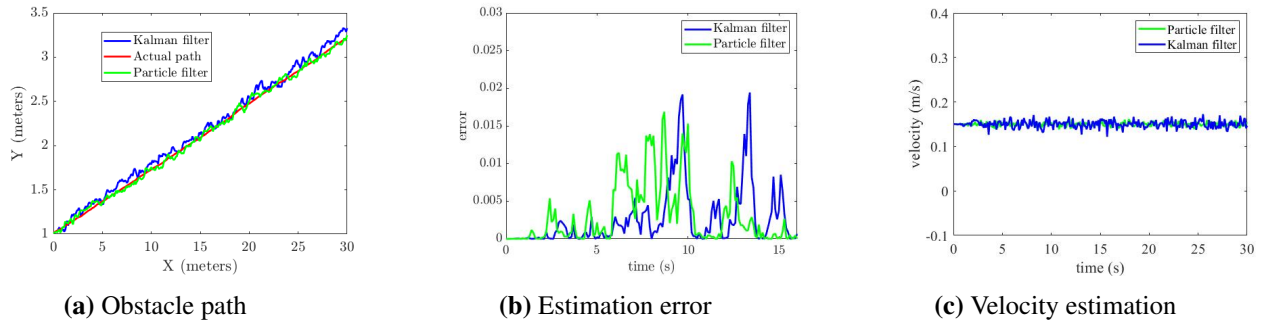 3.5
3
2.5
2
1.5
1
Y (meters)
Kalman filter
Actual path
Particle filter
0 5 10 15 20 25 30
X (meters)
(a) Obstacle path
0.03
0.025
0.02
0.015
0.01
0.005
0
error
Kalman filter
Particle filter
0 5 10 15
time (s)
(b) Estimation error
0.4
0.3
0.2
0.1
0
-0.1
velocity (m/s)
Particle filter
Kalman filter
0 5 10 15 20 25 30
time (s)
(c) Velocity estimation